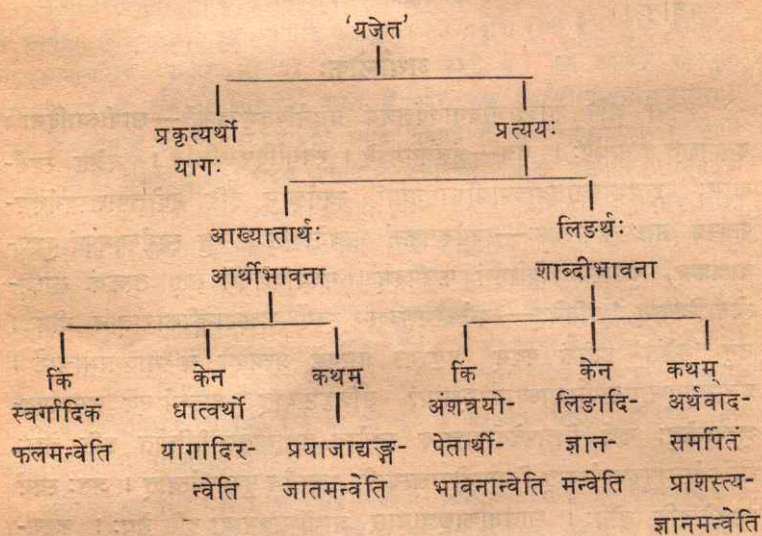 'यजेत'
प्रकृत्यर्थो
यागः
प्रत्ययः
आख्यातार्थः
आर्थीभावना
लिङर्थः
शाब्दीभावना
किं
स्वर्गादिकं
फलमन्वेति
केन
धात्वर्थो
यागादिर-
न्वेति
कथम्
प्रयाजाद्यङ्ग-
जातमन्वेति
किं
अंशत्रयो-
पेतार्थी-
भावनान्वेति
केन
लिङादि-
ज्ञान-
मन्वेति
कथम्
अर्थवाद-
समर्पितं
प्राशस्त्य-
ज्ञानमन्वेति